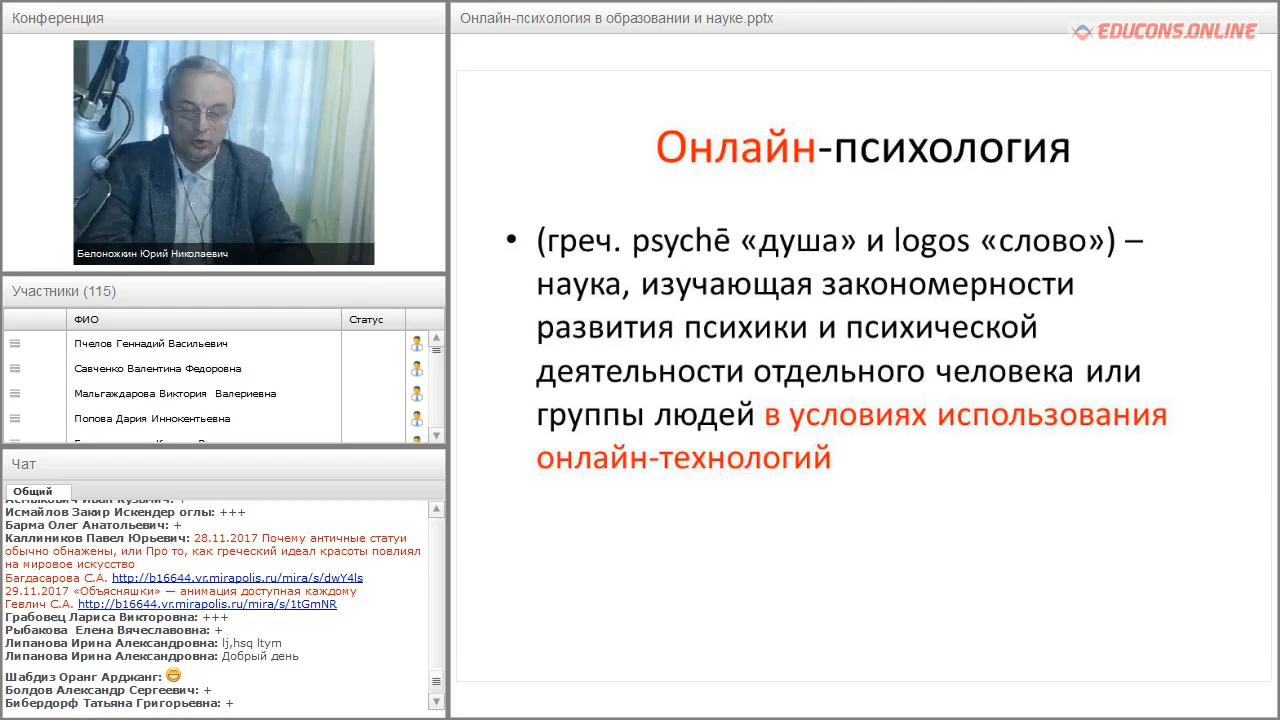 Конференция
Белоножкин Юрий Николаевич
Участники (115)
ФИО
Статус
Пчелов Геннадий Васильевич
Савченко Валентина Федоровна
Мальгаждарова Виктория Валериевна
Попова Дария Иннокентьевна
Чат
Общий
Исмайлов Закир Искендер оглы: +++
Барма Олег Анатольевич: +
Каллиников Павел Юрьевич: 28.11.2017 Почему античные статуи
обычно обнажены, или Про то, как греческий идеал красоты повлиял
на мировое искусство
Багдасарова С.А. http://b16644.vr.mirapolis.ru/mira/s/dwY4ls
29.11.2017 «Объясняшки» — анимация доступная каждому
Гевлич С.А. http://b16644.vr.mirapolis.ru/mira/s/1tGmNR
Грабовец Лариса Викторовна: +++
Рыбакова Елена Вячеславовна: +
Липанова Ирина Александровна: lj,hsq ltym
Липанова Ирина Александровна: Добрый день
Шабдиз Оранг Арджанг:
Болдов Александр Сергеевич: +
Бибердорф Татьяна Григорьевна: +
Онлайн-психология в образовании и науке.pptx
EDUCONS.ONLINE
Онлайн-психология
• (греч. psychē «душа» и logos «слово») –
наука, изучающая закономерности
развития психики и психической
деятельности отдельного человека или
группы людей в условиях использования
онлайн-технологий